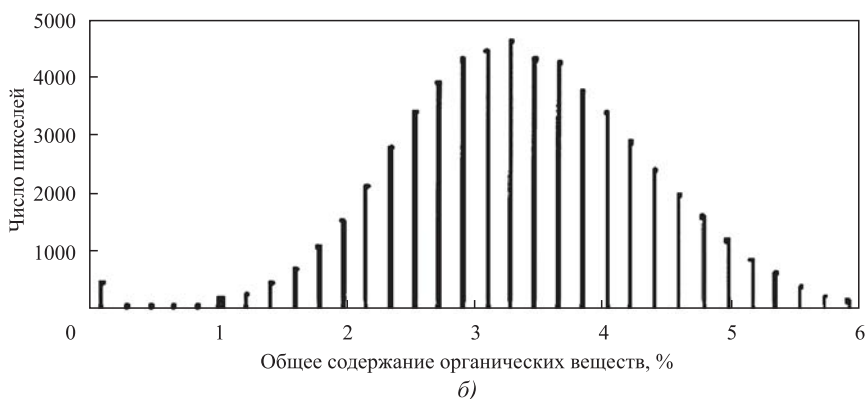 5000
4000
3000
2000
1000
Число пикселей
0 1 2 3 4 5 6
Общее содержание органических веществ, %
б)